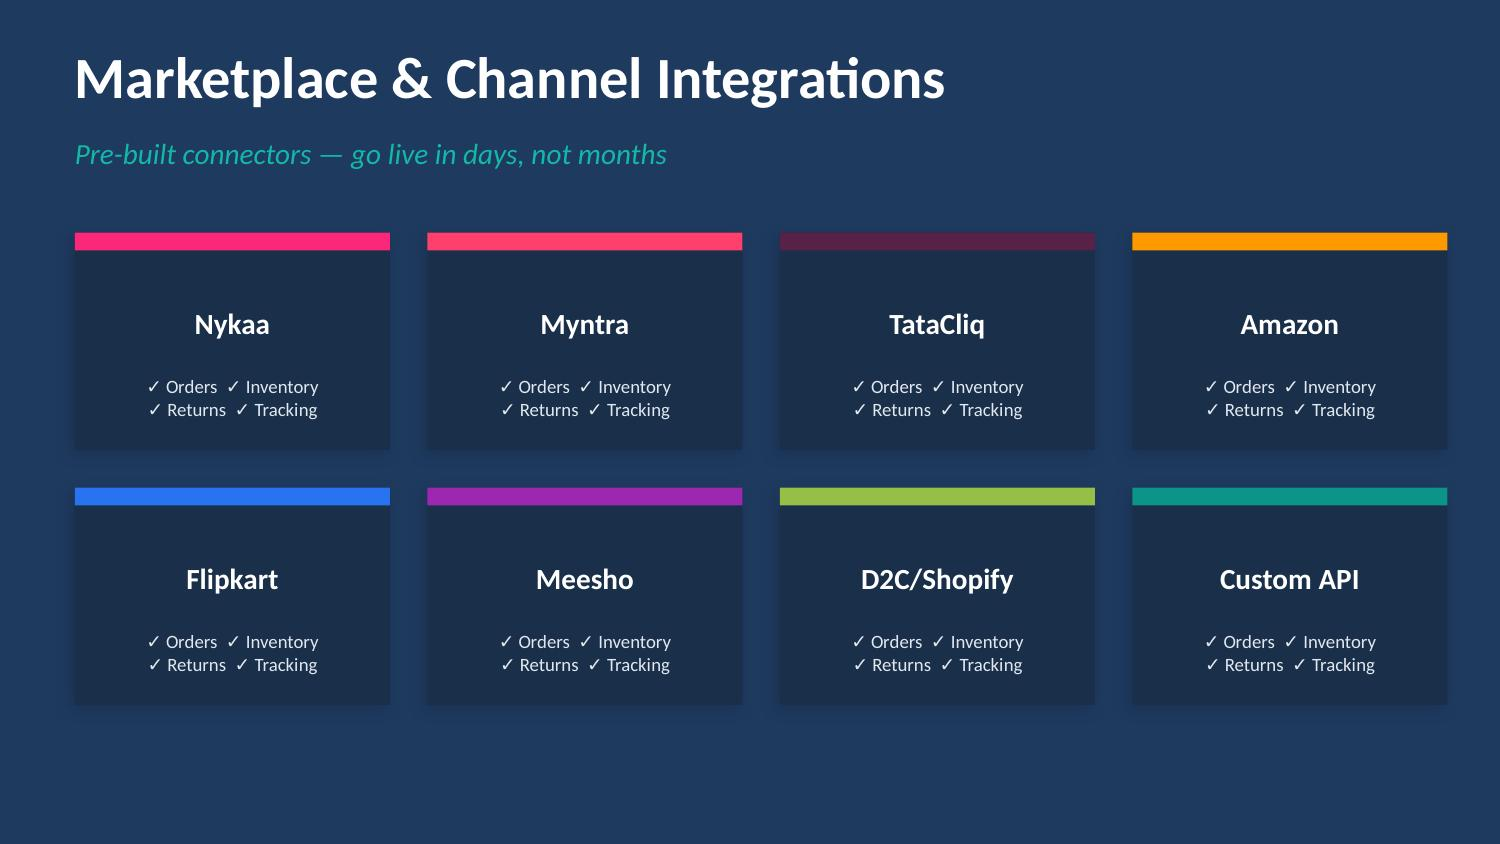 Marketplace & Channel Integrations
Pre-built connectors — go live in days, not months
Nykaa
✓ Orders ✓ Inventory
✓ Returns ✓ Tracking
Myntra
✓ Orders ✓ Inventory
✓ Returns ✓ Tracking
TataCliq
✓ Orders ✓ Inventory
✓ Returns ✓ Tracking
Amazon
✓ Orders ✓ Inventory
✓ Returns ✓ Tracking
Flipkart
✓ Orders ✓ Inventory
✓ Returns ✓ Tracking
Meesho
✓ Orders ✓ Inventory
✓ Returns ✓ Tracking
D2C/Shopify
✓ Orders ✓ Inventory
✓ Returns ✓ Tracking
Custom API
✓ Orders ✓ Inventory
✓ Returns ✓ Tracking